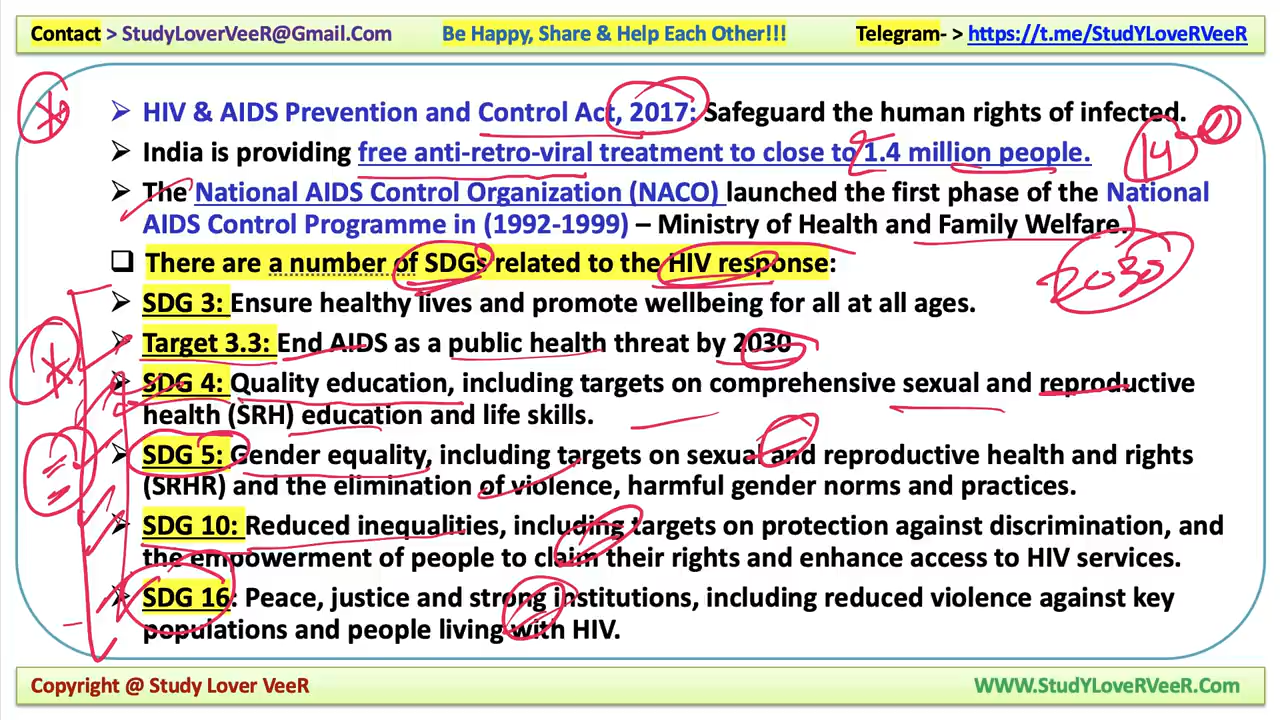 Contact > StudyLoverVeeR@Gmail.Com Be Happy, Share & Help Each Other!!! Telegram- > https://t.me/StudYLoveRVeeR
➢ HIV & AIDS Prevention and Control Act, 2017: Safeguard the human rights of infected.
➢ India is providing free anti-retro-viral treatment to close to 1.4 million people.
14
➢ The National AIDS Control Organization (NACO) launched the first phase of the National
AIDS Control Programme in (1992-1999) – Ministry of Health and Family Welfare.
❑ There are a number of SDGs related to the HIV response:
2030
➢ SDG 3: Ensure healthy lives and promote wellbeing for all at all ages.
➢ Target 3.3: End AIDS as a public health threat by 2030
➢ SDG 4: Quality education, including targets on comprehensive sexual and reproductive
health (SRH) education and life skills.
➢ SDG 5: Gender equality, including targets on sexual and reproductive health and rights
(SRHR) and the elimination of violence, harmful gender norms and practices.
➢ SDG 10: Reduced inequalities, including targets on protection against discrimination, and
the empowerment of people to claim their rights and enhance access to HIV services.
➢ SDG 16: Peace, justice and strong institutions, including reduced violence against key
populations and people living with HIV.
Copyright @ Study Lover VeeR WWW.StudYLoveRVeeR.Com